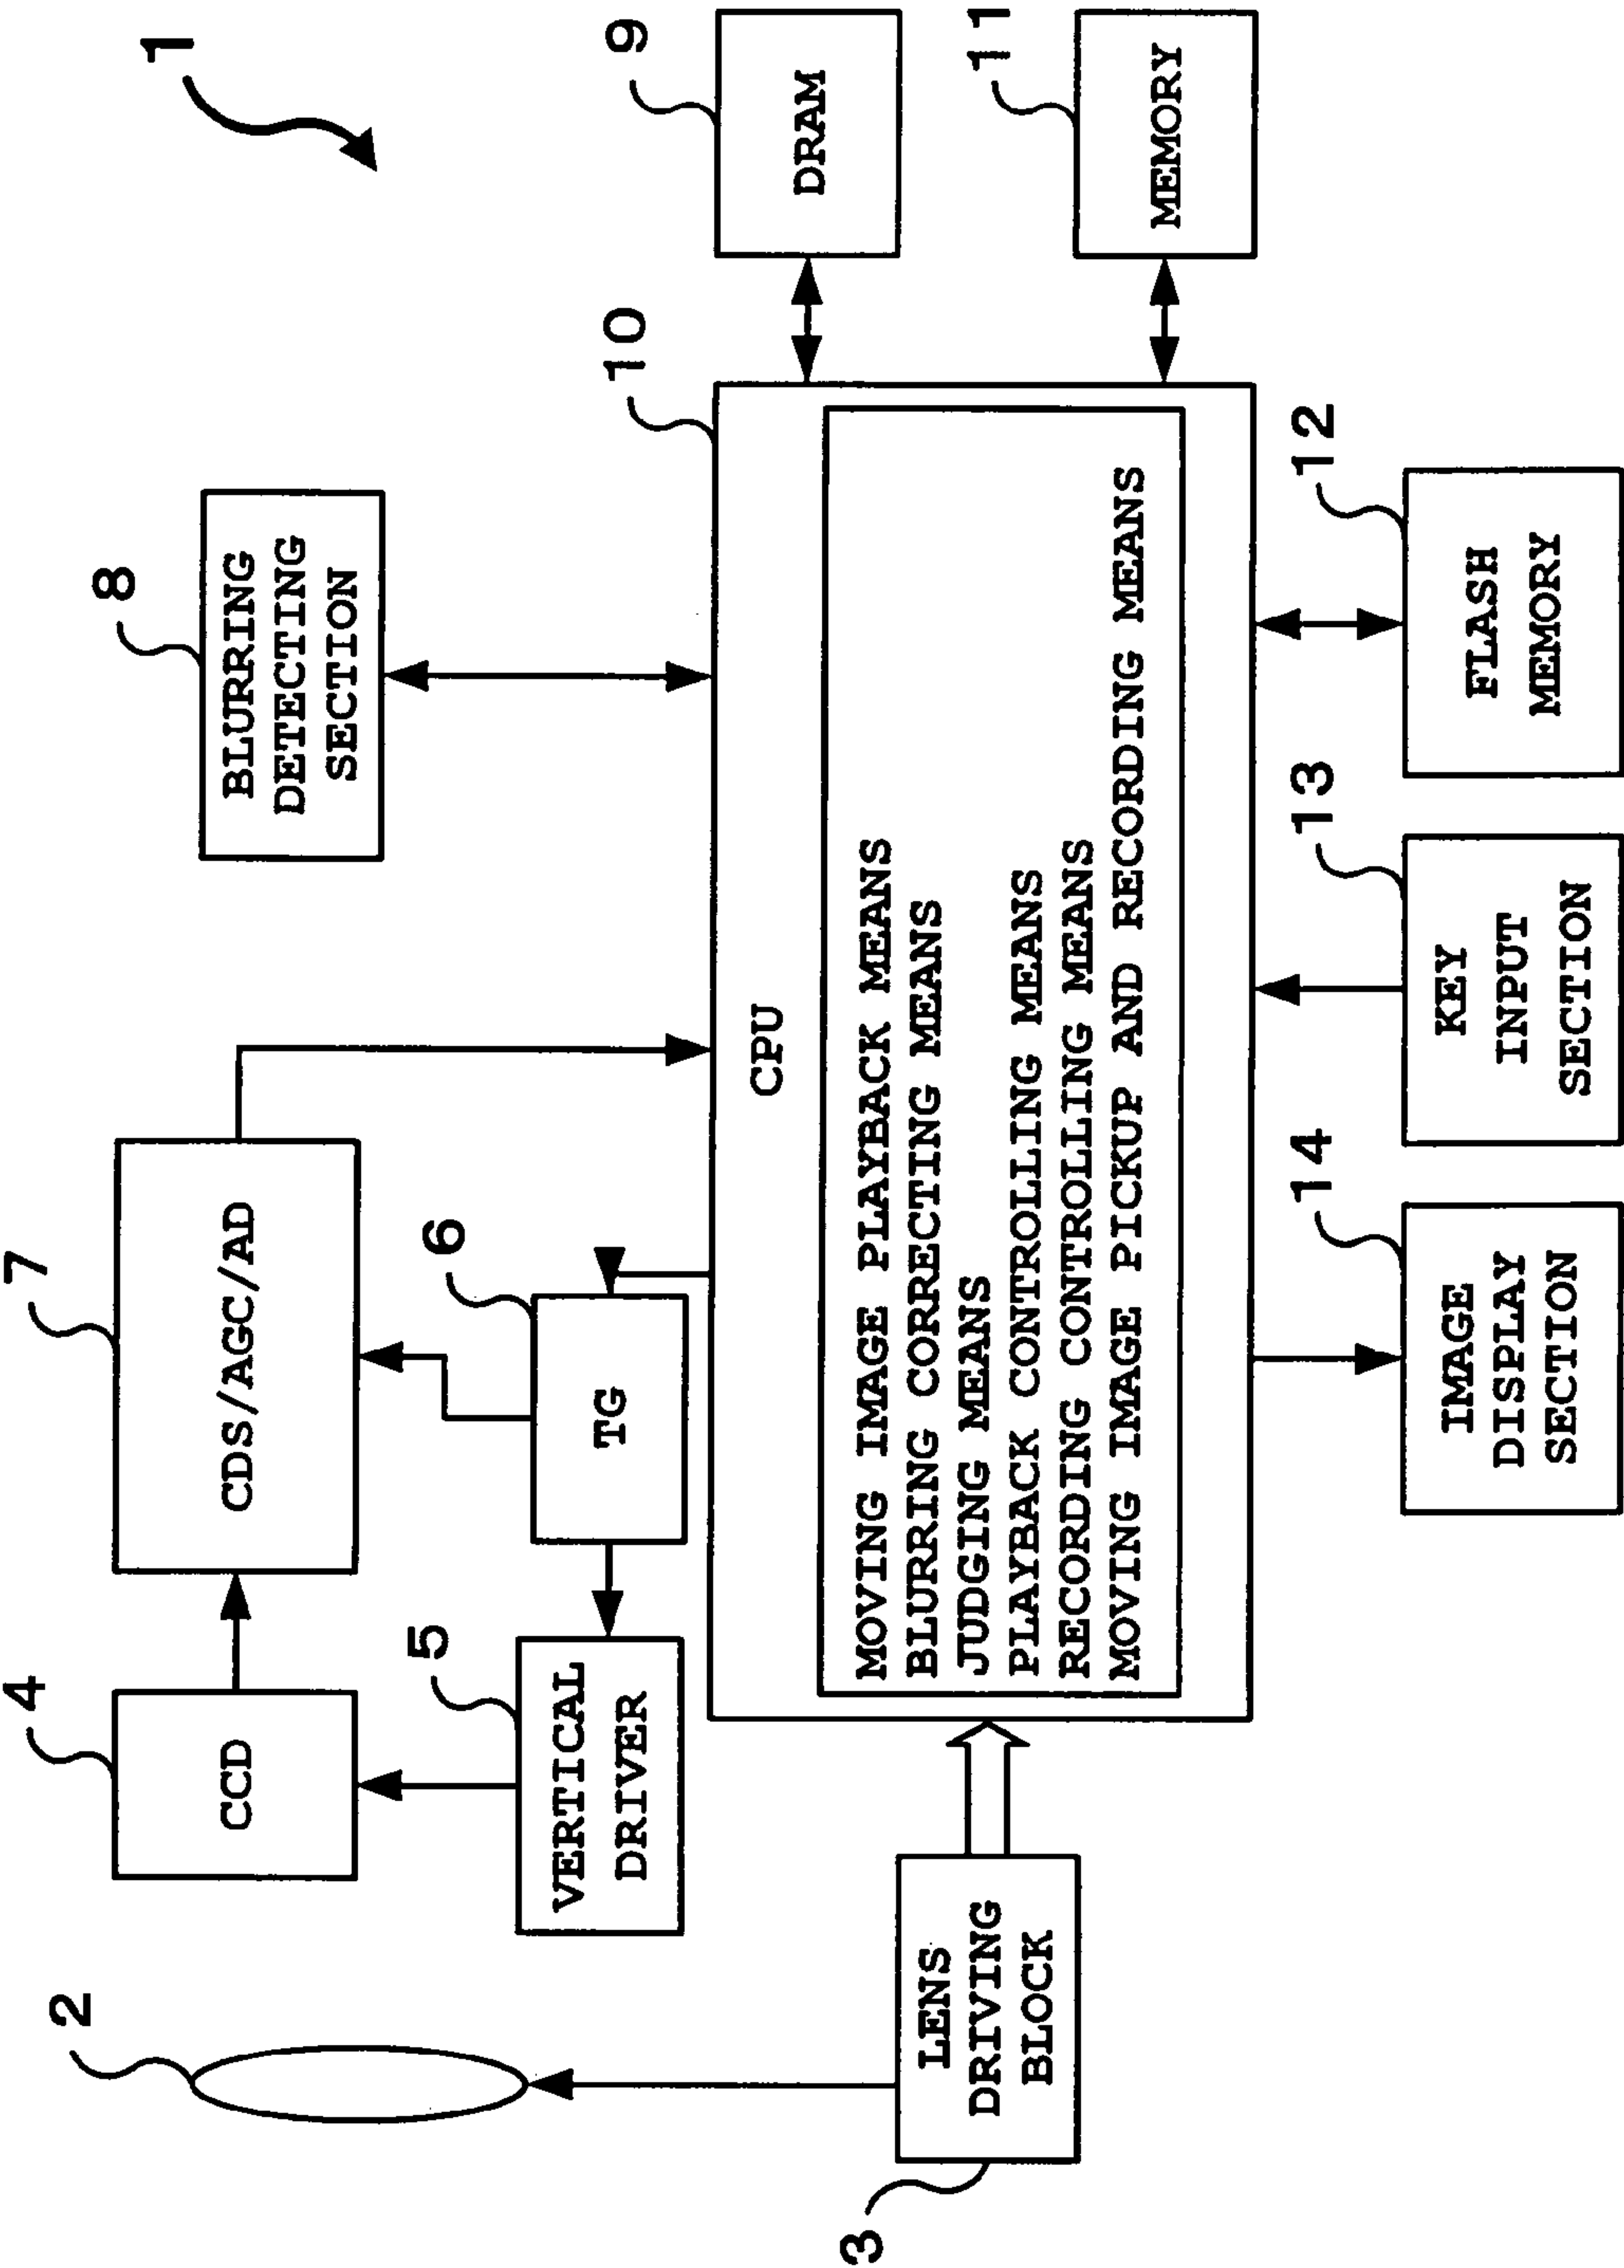 1
2
3
LENS
DRIVING
BLOCK
4
CCD
5
VERTICAL
DRIVER
6
TG
7
CDS/AGC/AD
8
BLURRING
DETECTING
SECTION
9
DRAM
10
CPU
MOVING IMAGE PLAYBACK MEANS
BLURRING CORRECTING MEANS
JUDGING MEANS
PLAYBACK CONTROLLING MEANS
RECORDING CONTROLLING MEANS
MOVING IMAGE PICKUP AND RECORDING MEANS
11
MEMORY
14
IMAGE
DISPLAY
SECTION
13
KEY
INPUT
SECTION
12
FLASH
MEMORY